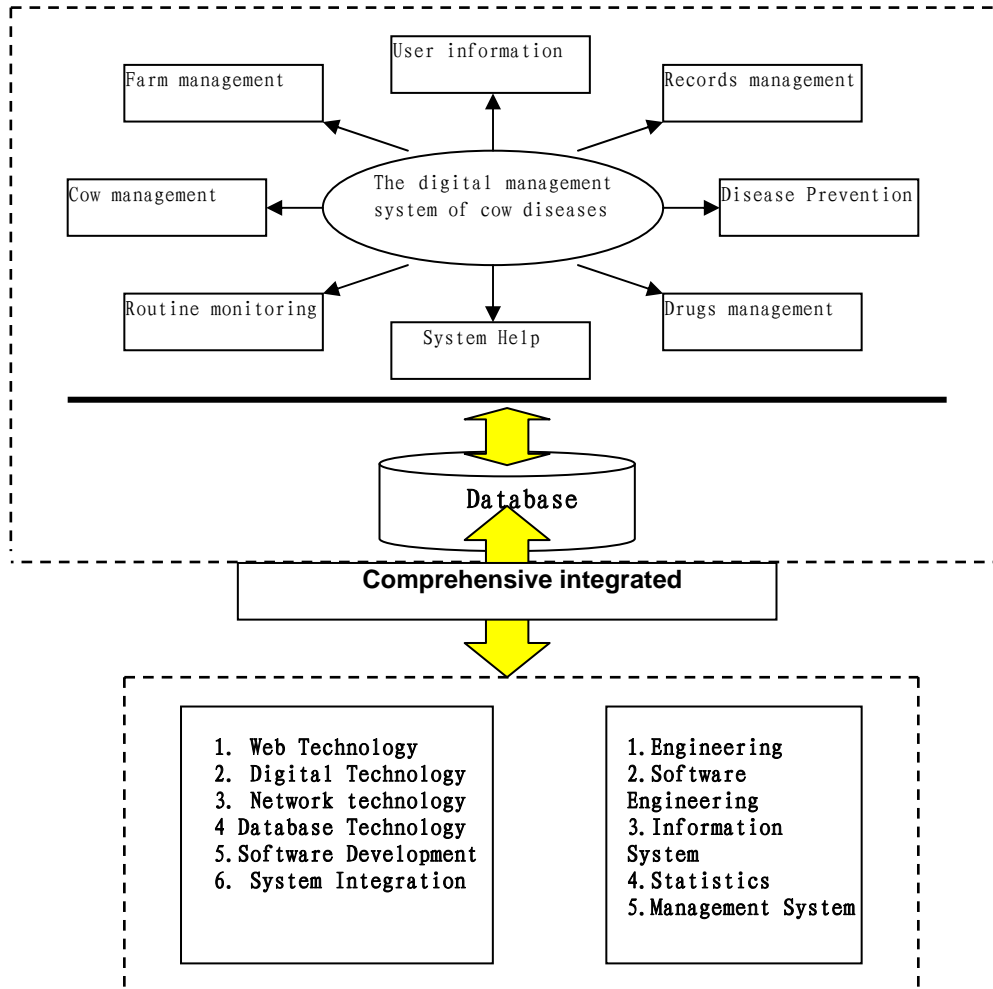 User information
Farm management
Records management
The digital management
system of cow diseases
Cow management
Disease Prevention
Routine monitoring
System Help
Drugs management
Database
Comprehensive integrated
1. Web Technology
2. Digital Technology
3. Network technology
4 Database Technology
5. Software Development
6. System Integration
1. Engineering
2. Software
Engineering
3. Information
System
4. Statistics
5. Management System